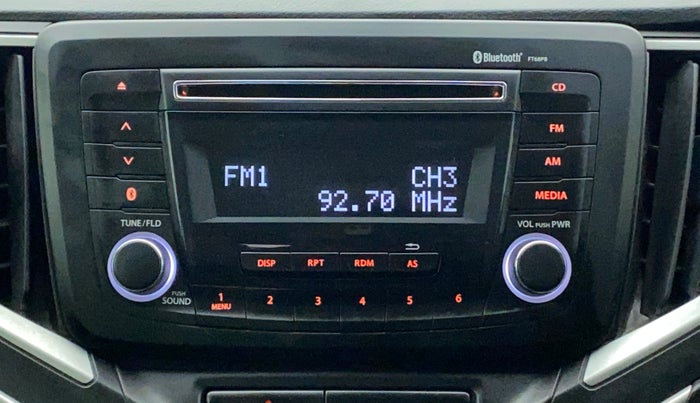 Bluetooth® FT68PB
CD
FM
AM
MEDIA
FM1 CH3
92.70 MHz
TUNE/FLD
VOL PUSH PWR
DISP RPT RDM AS
PUSH
SOUND
1 2 3 4 5 6
MENU